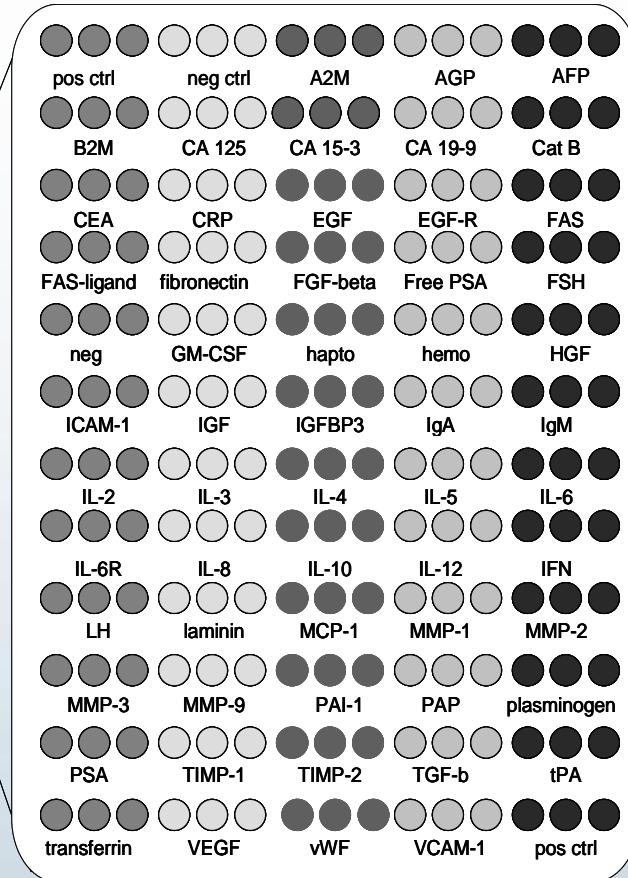 pos ctrl neg ctrl A2M AGP AFP
B2M CA 125 CA 15-3 CA 19-9 Cat B
CEA CRP EGF EGF-R FAS
FAS-ligand fibronectin FGF-beta Free PSA FSH
neg GM-CSF hapto hemo HGF
ICAM-1 IGF IGFBP3 IgA IgM
IL-2 IL-3 IL-4 IL-5 IL-6
IL-6R IL-8 IL-10 IL-12 IFN
LH laminin MCP-1 MMP-1 MMP-2
MMP-3 MMP-9 PAI-1 PAP plasminogen
PSA TIMP-1 TIMP-2 TGF-b tPA
transferrin VEGF vWF VCAM-1 pos ctrl